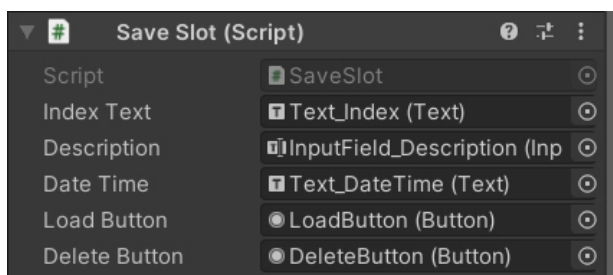 Save Slot (Script)
Script SaveSlot
Index Text Text_Index (Text)
Description InputField_Description (Inp
Date Time Text_DateTime (Text)
Load Button LoadButton (Button)
Delete Button DeleteButton (Button)